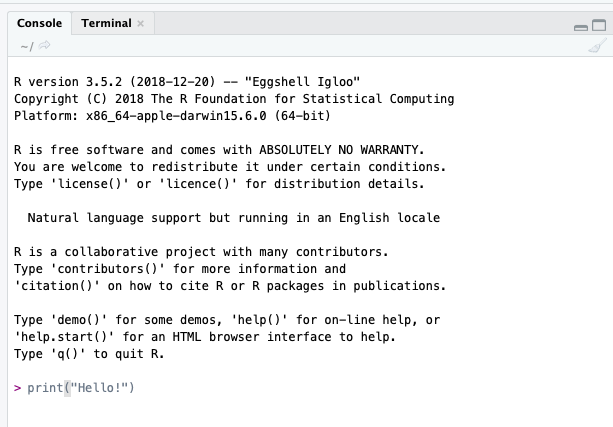 Console Terminal ×
~/
R version 3.5.2 (2018-12-20) -- "Eggshell Igloo"
Copyright (C) 2018 The R Foundation for Statistical Computing
Platform: x86_64-apple-darwin15.6.0 (64-bit)
R is free software and comes with ABSOLUTELY NO WARRANTY.
You are welcome to redistribute it under certain conditions.
Type 'license()' or 'licence()' for distribution details.
Natural language support but running in an English locale
R is a collaborative project with many contributors.
Type 'contributors()' for more information and
'citation()' on how to cite R or R packages in publications.
Type 'demo()' for some demos, 'help()' for on-line help, or
'help.start()' for an HTML browser interface to help.
Type 'q()' to quit R.
> print("Hello!")